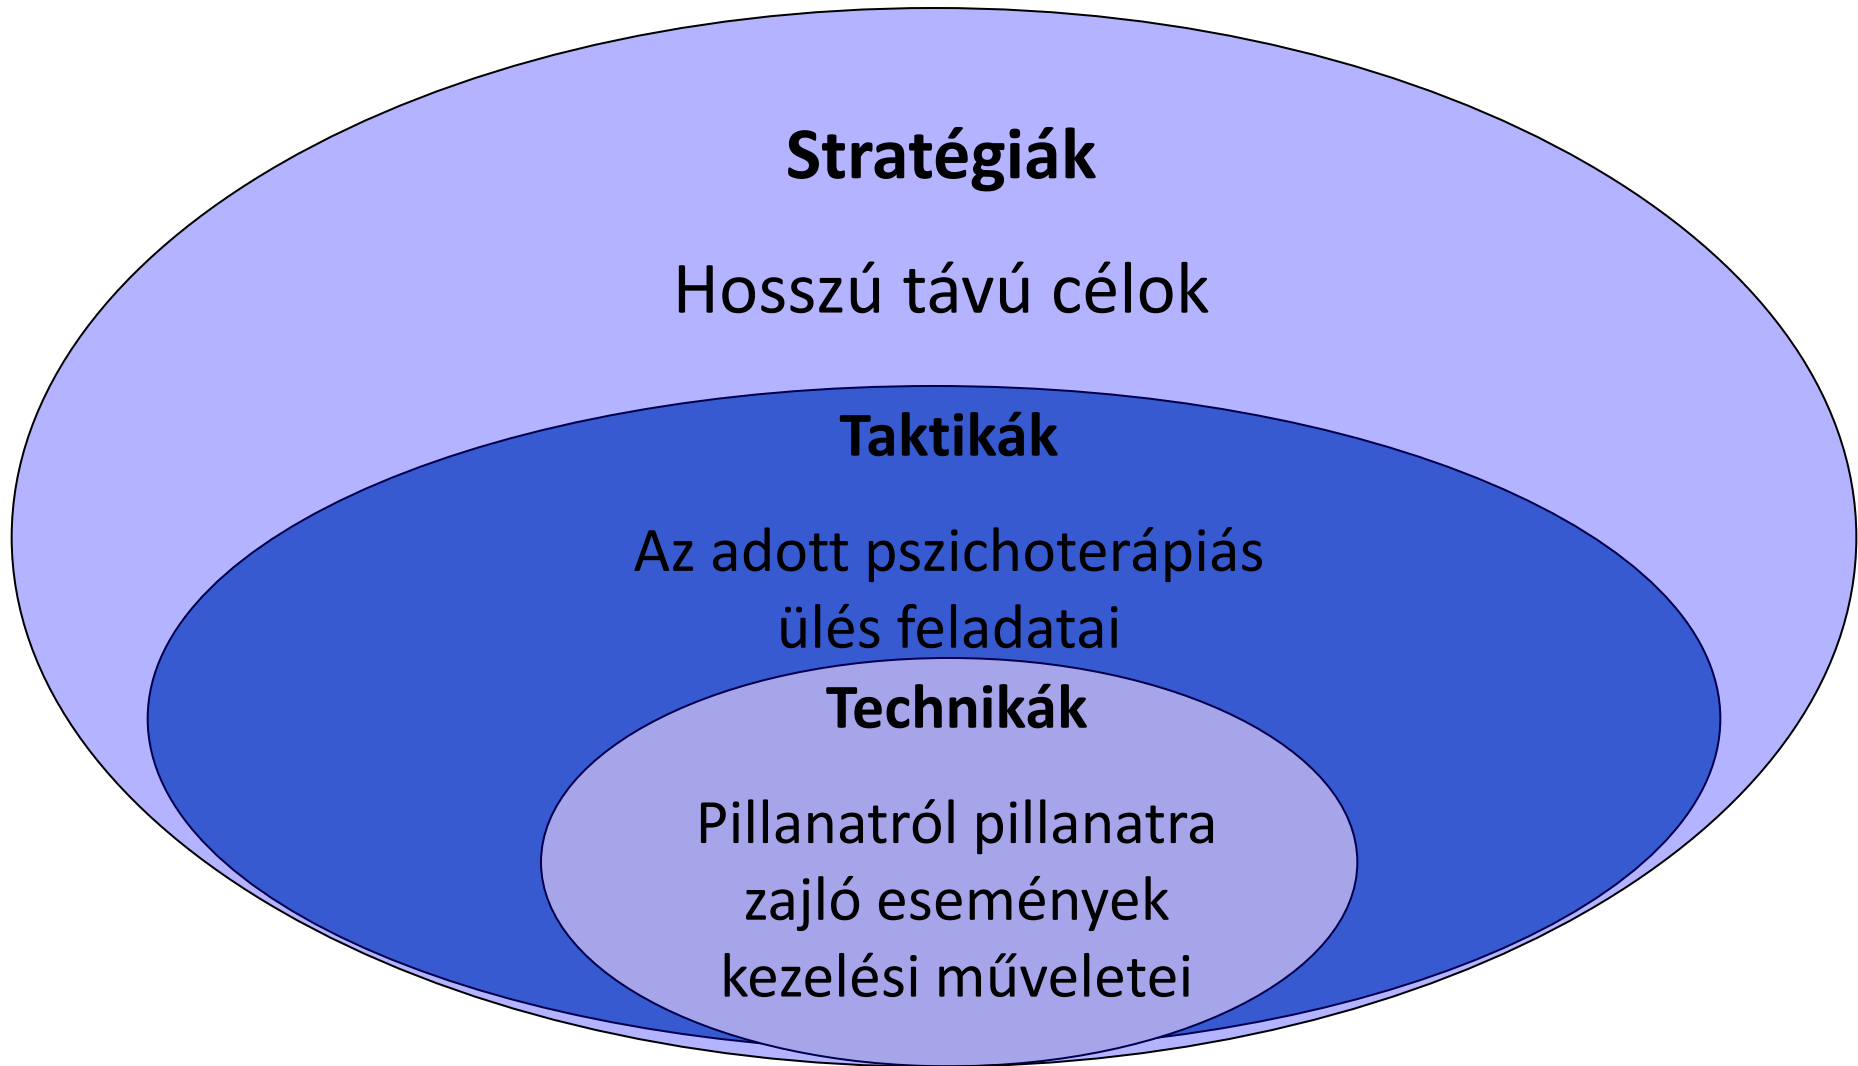 Stratégiák
Hosszú távú célok
Taktikák
Az adott pszichoterápiás
ülés feladatai
Technikák
Pillanatról pillanatra
zajló események
kezelési műveletei